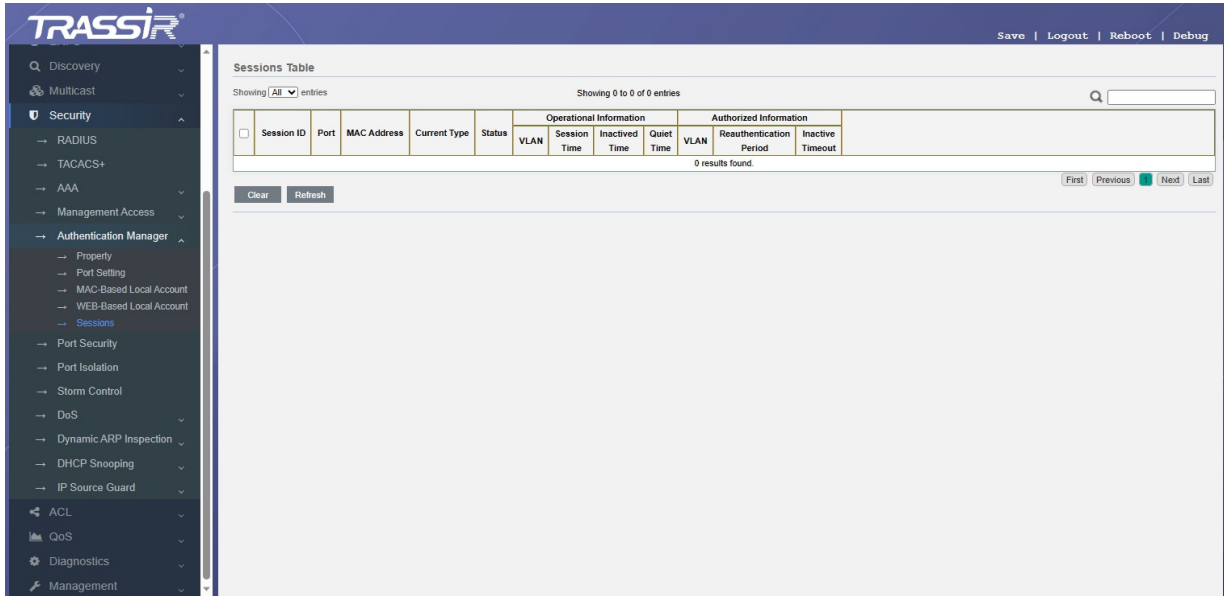 TRASSIR
Save | Logout | Reboot | Debug
Discovery
Multicast
Security
→ RADIUS
→ TACACS+
→ AAA
→ Management Access
→ Authentication Manager
→ Property
→ Port Setting
→ MAC-Based Local Account
→ WEB-Based Local Account
→ Sessions
→ Port Security
→ Port Isolation
→ Storm Control
→ DoS
→ Dynamic ARP Inspection
→ DHCP Snooping
→ IP Source Guard
ACL
QoS
Diagnostics
Management
Sessions Table
Showing All entries Showing 0 to 0 of 0 entries
Operational Information Authorized Information
Session ID Port MAC Address Current Type Status VLAN Session Time Inactived Time Quiet Time VLAN Reauthentication Period Inactive Timeout
0 results found.
First Previous 1 Next Last
Clear Refresh